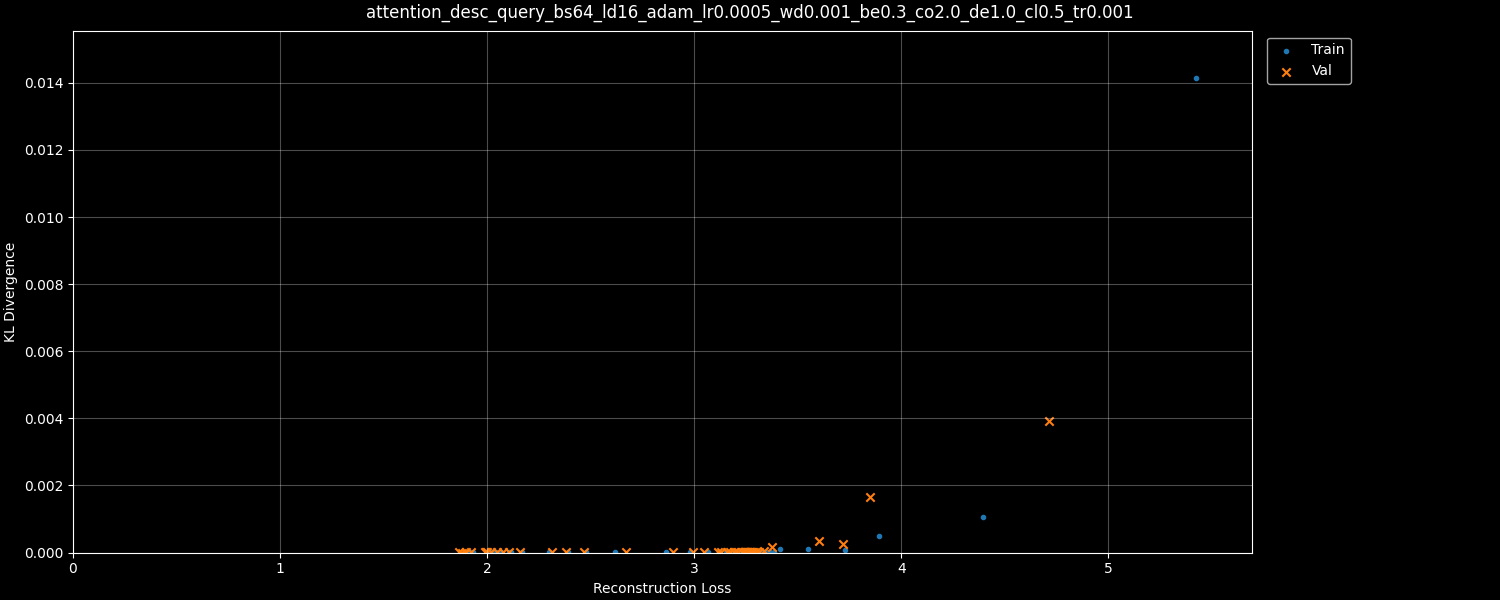 attention_desc_query_bs64_ld16_adam_lr0.0005_wd0.001_be0.3_co2.0_de1.0_cl0.5_tr0.001
Train
Val
KL Divergence
0.014
0.012
0.010
0.008
0.006
0.004
0.002
0.000
0 1 2 3 4 5
Reconstruction Loss